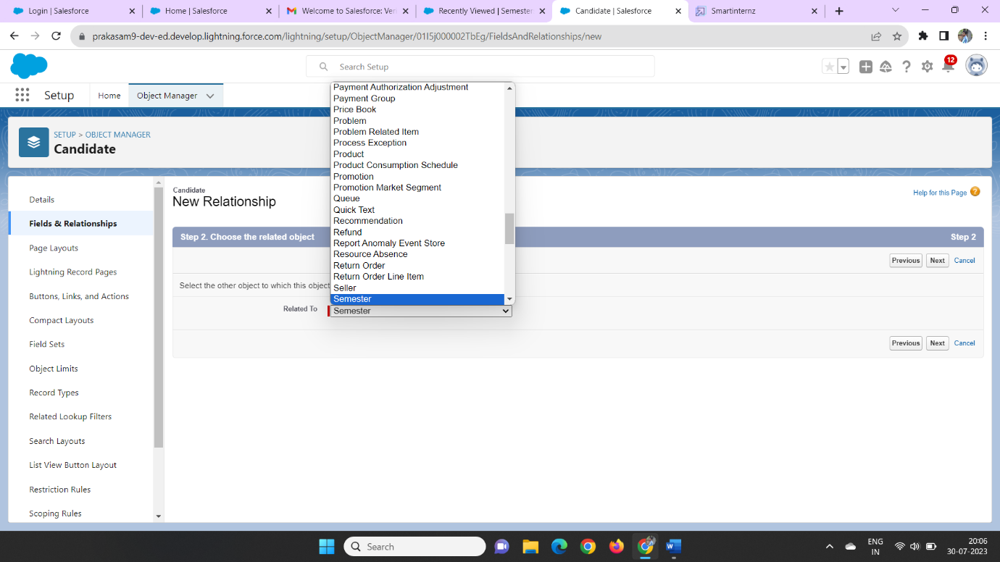 Login | Salesforce
Home | Salesforce
Welcome to Salesforce: Veri
Recently Viewed | Semester
Candidate | Salesforce
Smartinternz
prakasam9-dev-ed.develop.lightning.force.com/lightning/setup/ObjectManager/01I5j000002TbEg/FieldsAndRelationships/new
Search Setup
12
Setup
Home
Object Manager
SETUP > OBJECT MANAGER
Candidate
Details
Fields & Relationships
Page Layouts
Lightning Record Pages
Buttons, Links, and Actions
Compact Layouts
Field Sets
Object Limits
Record Types
Related Lookup Filters
Search Layouts
List View Button Layout
Restriction Rules
Scoping Rules
Candidate
New Relationship
Help for this Page
Step 2. Choose the related object
Step 2
Previous
Next
Cancel
Select the other object to which this object
Related To
Semester
Payment Authorization Adjustment
Payment Group
Price Book
Problem
Problem Related Item
Process Exception
Product
Product Consumption Schedule
Promotion
Promotion Market Segment
Queue
Quick Text
Recommendation
Refund
Report Anomaly Event Store
Resource Absence
Return Order
Return Order Line Item
Seller
Semester
Previous
Next
Cancel
Search
ENG
IN
20:06
30-07-2023